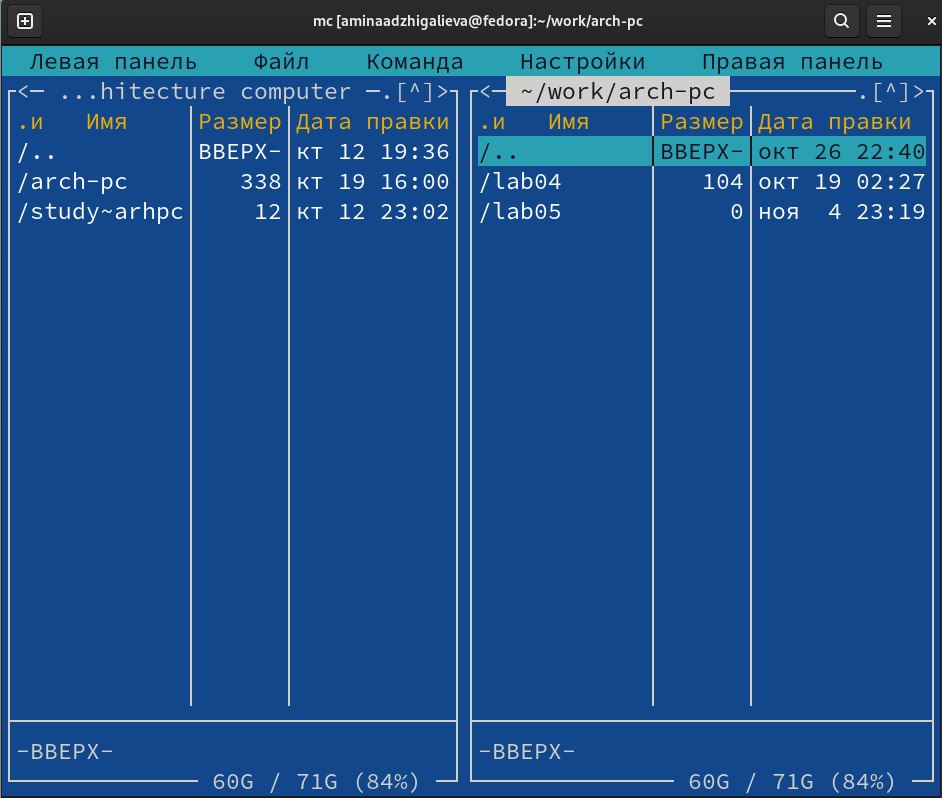 mc [aminaadzhigalieva@fedora]:~/work/arch-pc
Левая панель Файл Команда Настройки Правая панель
<─ ...hitecture computer ─.[^]>
.и Имя Размер Дата правки
/.. ВВЕРХ- кт 12 19:36
/arch-pc 338 кт 19 16:00
/study~arhpc 12 кт 12 23:02
-ВВЕРХ-
60G / 71G (84%)
<─ ~/work/arch-pc ─.[^]>
.и Имя Размер Дата правки
/.. ВВЕРХ- окт 26 22:40
/lab04 104 окт 19 02:27
/lab05 0 ноя 4 23:19
-ВВЕРХ-
60G / 71G (84%)